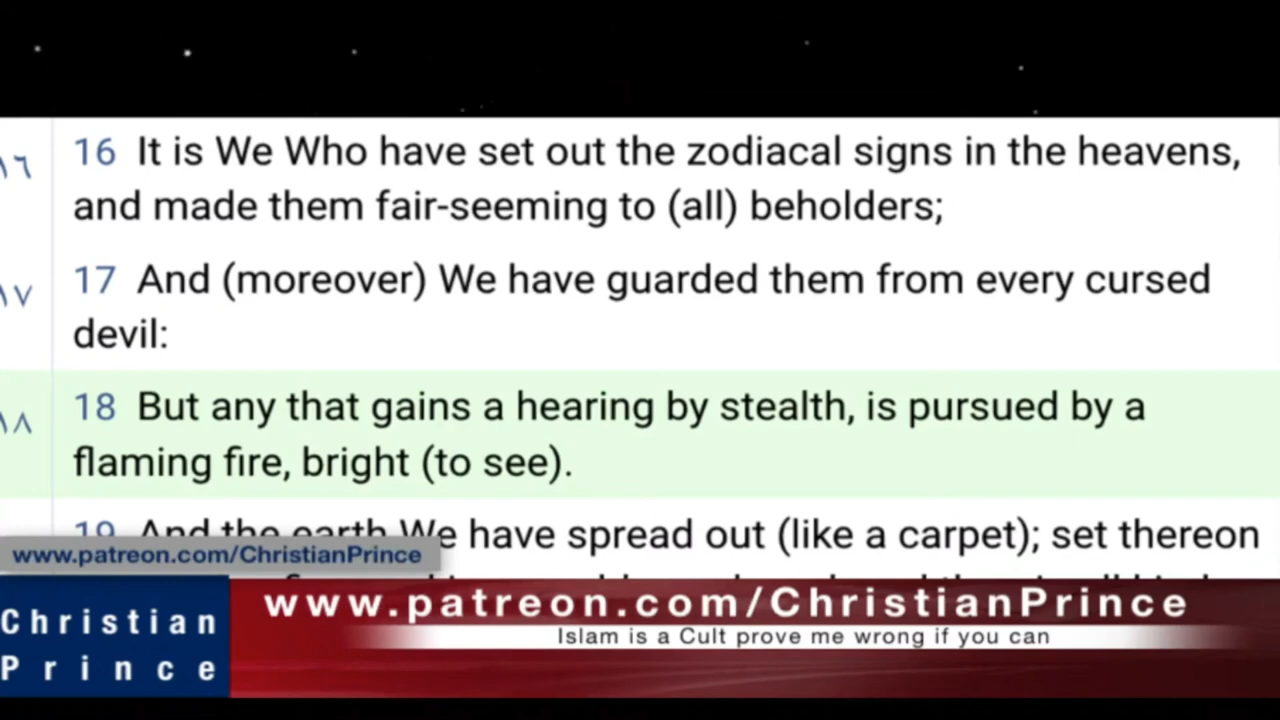 ١٦
16 It is We Who have set out the zodiacal signs in the heavens,
and made them fair-seeming to (all) beholders;
١٧
17 And (moreover) We have guarded them from every cursed
devil:
١٨
18 But any that gains a hearing by stealth, is pursued by a
flaming fire, bright (to see).
19 And the earth We have spread out (like a carpet); set thereon
www.patreon.com/ChristianPrince
www.patreon.com/ChristianPrince
Islam is a Cult prove me wrong if you can
Christian
Prince